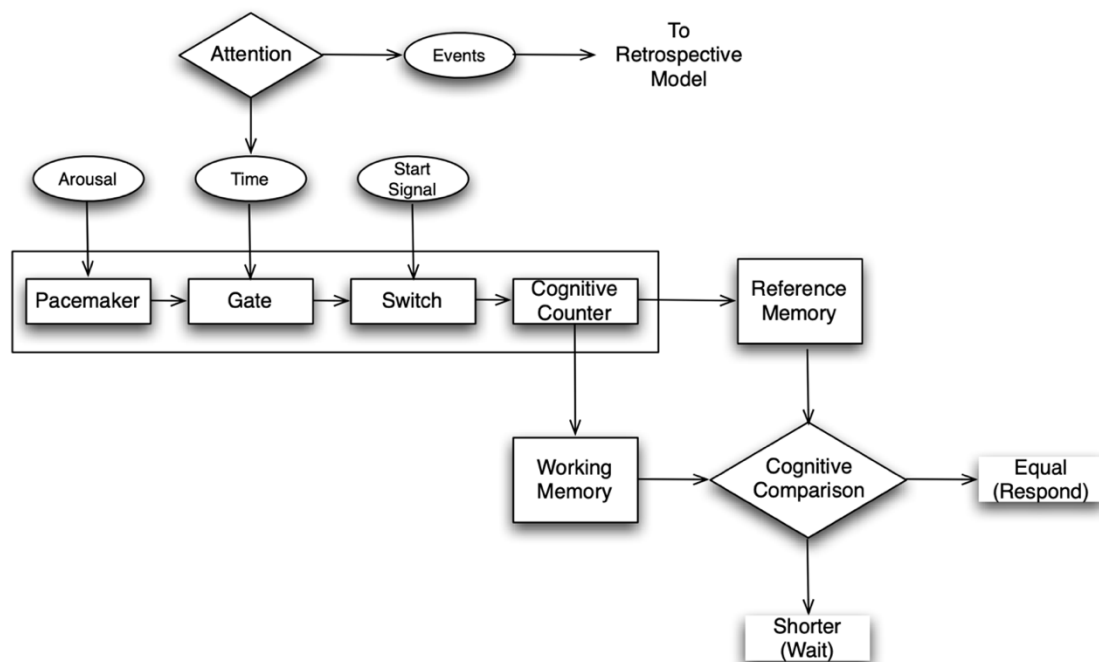 Attention
Events
To
Retrospective
Model
Arousal
Time
Start
Signal
Pacemaker
Gate
Switch
Cognitive
Counter
Reference
Memory
Working
Memory
Cognitive
Comparison
Equal
(Respond)
Shorter
(Wait)